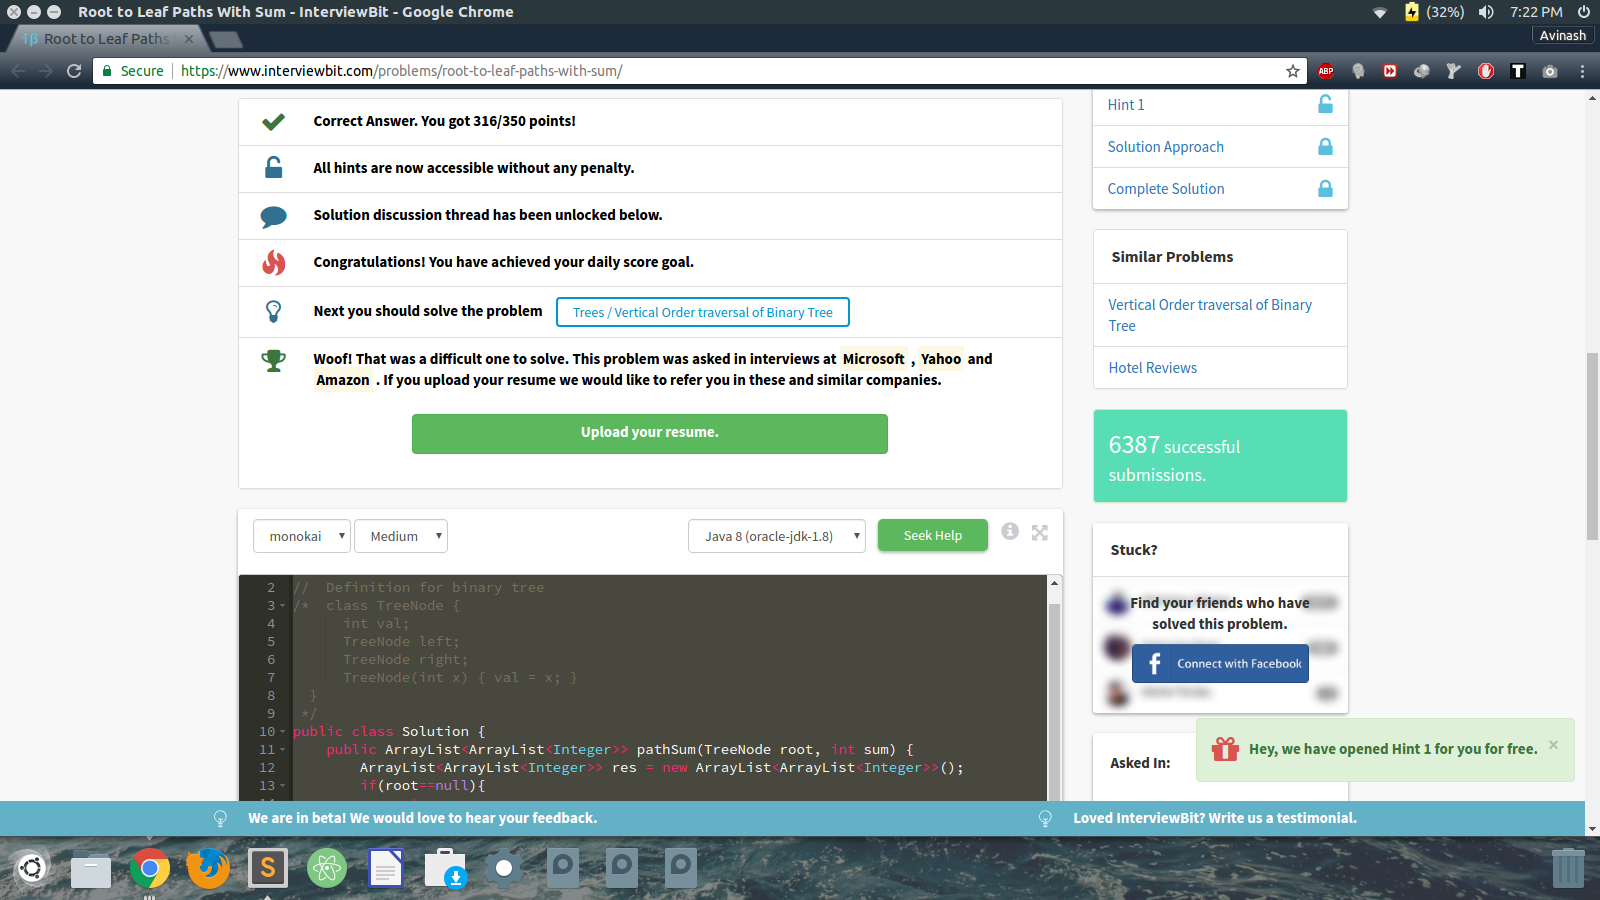 Root to Leaf Paths With Sum - InterviewBit - Google Chrome
(32%)
7:22 PM
Root to Leaf Paths
Avinash
Secure
https://www.interviewbit.com/problems/root-to-leaf-paths-with-sum/
ABP
T
Correct Answer. You got 316/350 points!
All hints are now accessible without any penalty.
Solution discussion thread has been unlocked below.
Congratulations! You have achieved your daily score goal.
Next you should solve the problem
Trees / Vertical Order traversal of Binary Tree
Woof! That was a difficult one to solve. This problem was asked in interviews at Microsoft , Yahoo and
Amazon . If you upload your resume we would like to refer you in these and similar companies.
Upload your resume.
Hint 1
Solution Approach
Complete Solution
Similar Problems
Vertical Order traversal of Binary
Tree
Hotel Reviews
6387 successful
submissions.
Stuck?
Find your friends who have
solved this problem.
f Connect with Facebook
Asked In:
Hey, we have opened Hint 1 for you for free. ×
monokai
Medium
Java 8 (oracle-jdk-1.8)
Seek Help
2 // Definition for binary tree
3 /* class TreeNode {
4 int val;
5 TreeNode left;
6 TreeNode right;
7 TreeNode(int x) { val = x; }
8 }
9 */
10 public class Solution {
11 public ArrayList<ArrayList<Integer>> pathSum(TreeNode root, int sum) {
12 ArrayList<ArrayList<Integer>> res = new ArrayList<ArrayList<Integer>>();
13 if(root==null){
We are in beta! We would love to hear your feedback.
Loved InterviewBit? Write us a testimonial.
S